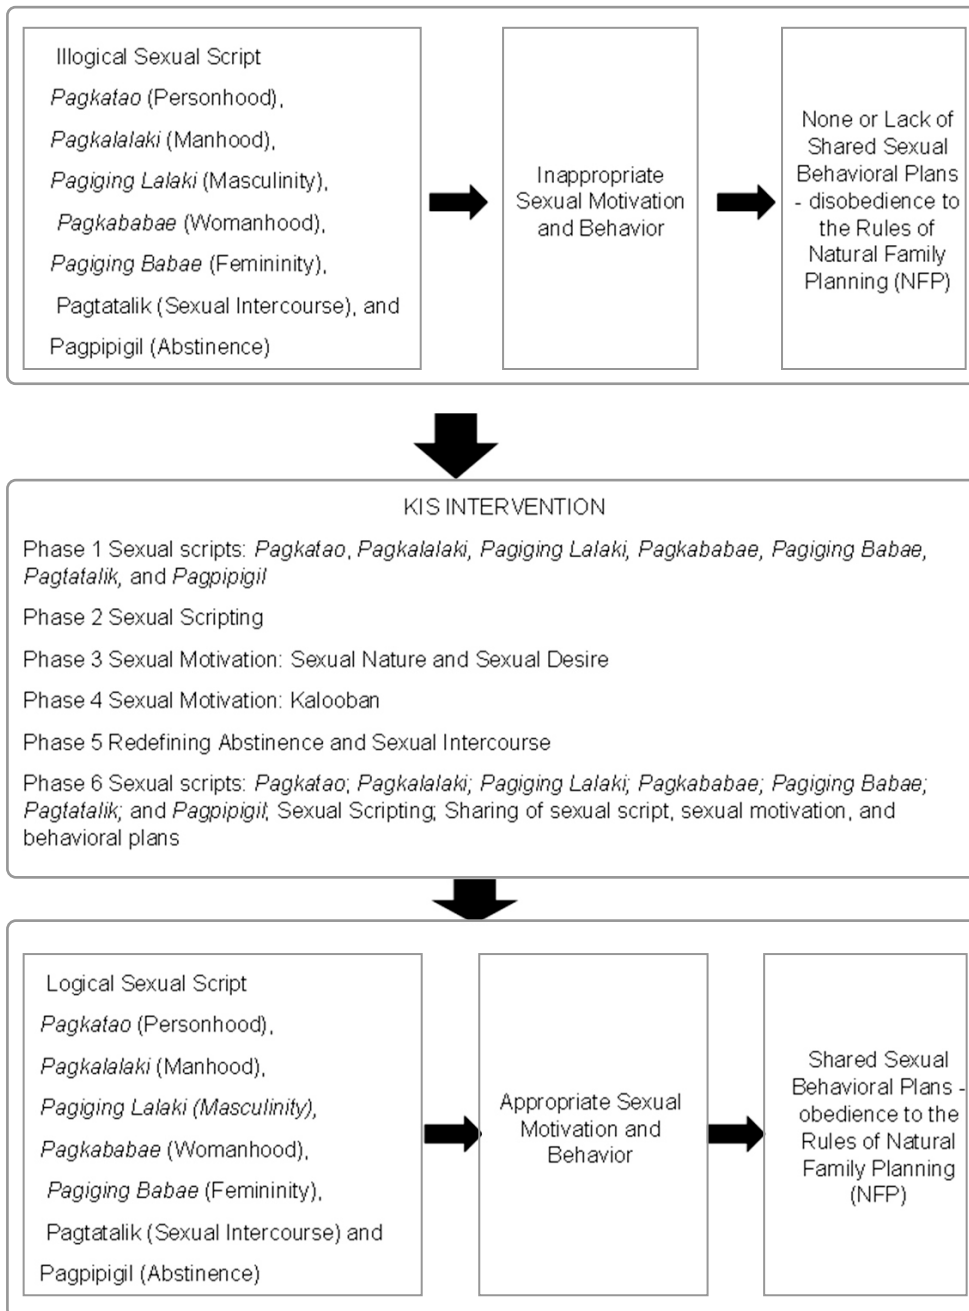 Illogical Sexual Script
Pagkatao (Personhood),
Pagkalalaki (Manhood),
Pagiging Lalaki (Masculinity),
Pagkababae (Womanhood),
Pagiging Babae (Femininity),
Pagtatalik (Sexual Intercourse), and
Pagpipigil (Abstinence)
Inappropriate
Sexual Motivation
and Behavior
None or Lack of
Shared Sexual
Behavioral Plans
- disobedience to
the Rules of
Natural Family
Planning (NFP)
KIS INTERVENTION
Phase 1 Sexual scripts: Pagkatao, Pagkalalaki, Pagiging Lalaki, Pagkababae, Pagiging Babae,
Pagtatalik, and Pagpipigil
Phase 2 Sexual Scripting
Phase 3 Sexual Motivation: Sexual Nature and Sexual Desire
Phase 4 Sexual Motivation: Kalooban
Phase 5 Redefining Abstinence and Sexual Intercourse
Phase 6 Sexual scripts: Pagkatao; Pagkalalaki; Pagiging Lalaki; Pagkababae; Pagiging Babae;
Pagtatalik; and Pagpipigil; Sexual Scripting; Sharing of sexual script, sexual motivation, and
behavioral plans
Logical Sexual Script
Pagkatao (Personhood),
Pagkalalaki (Manhood),
Pagiging Lalaki (Masculinity),
Pagkababae (Womanhood),
Pagiging Babae (Femininity),
Pagtatalik (Sexual Intercourse) and
Pagpipigil (Abstinence)
Appropriate Sexual
Motivation and
Behavior
Shared Sexual
Behavioral Plans -
obedience to the
Rules of Natural
Family Planning
(NFP)